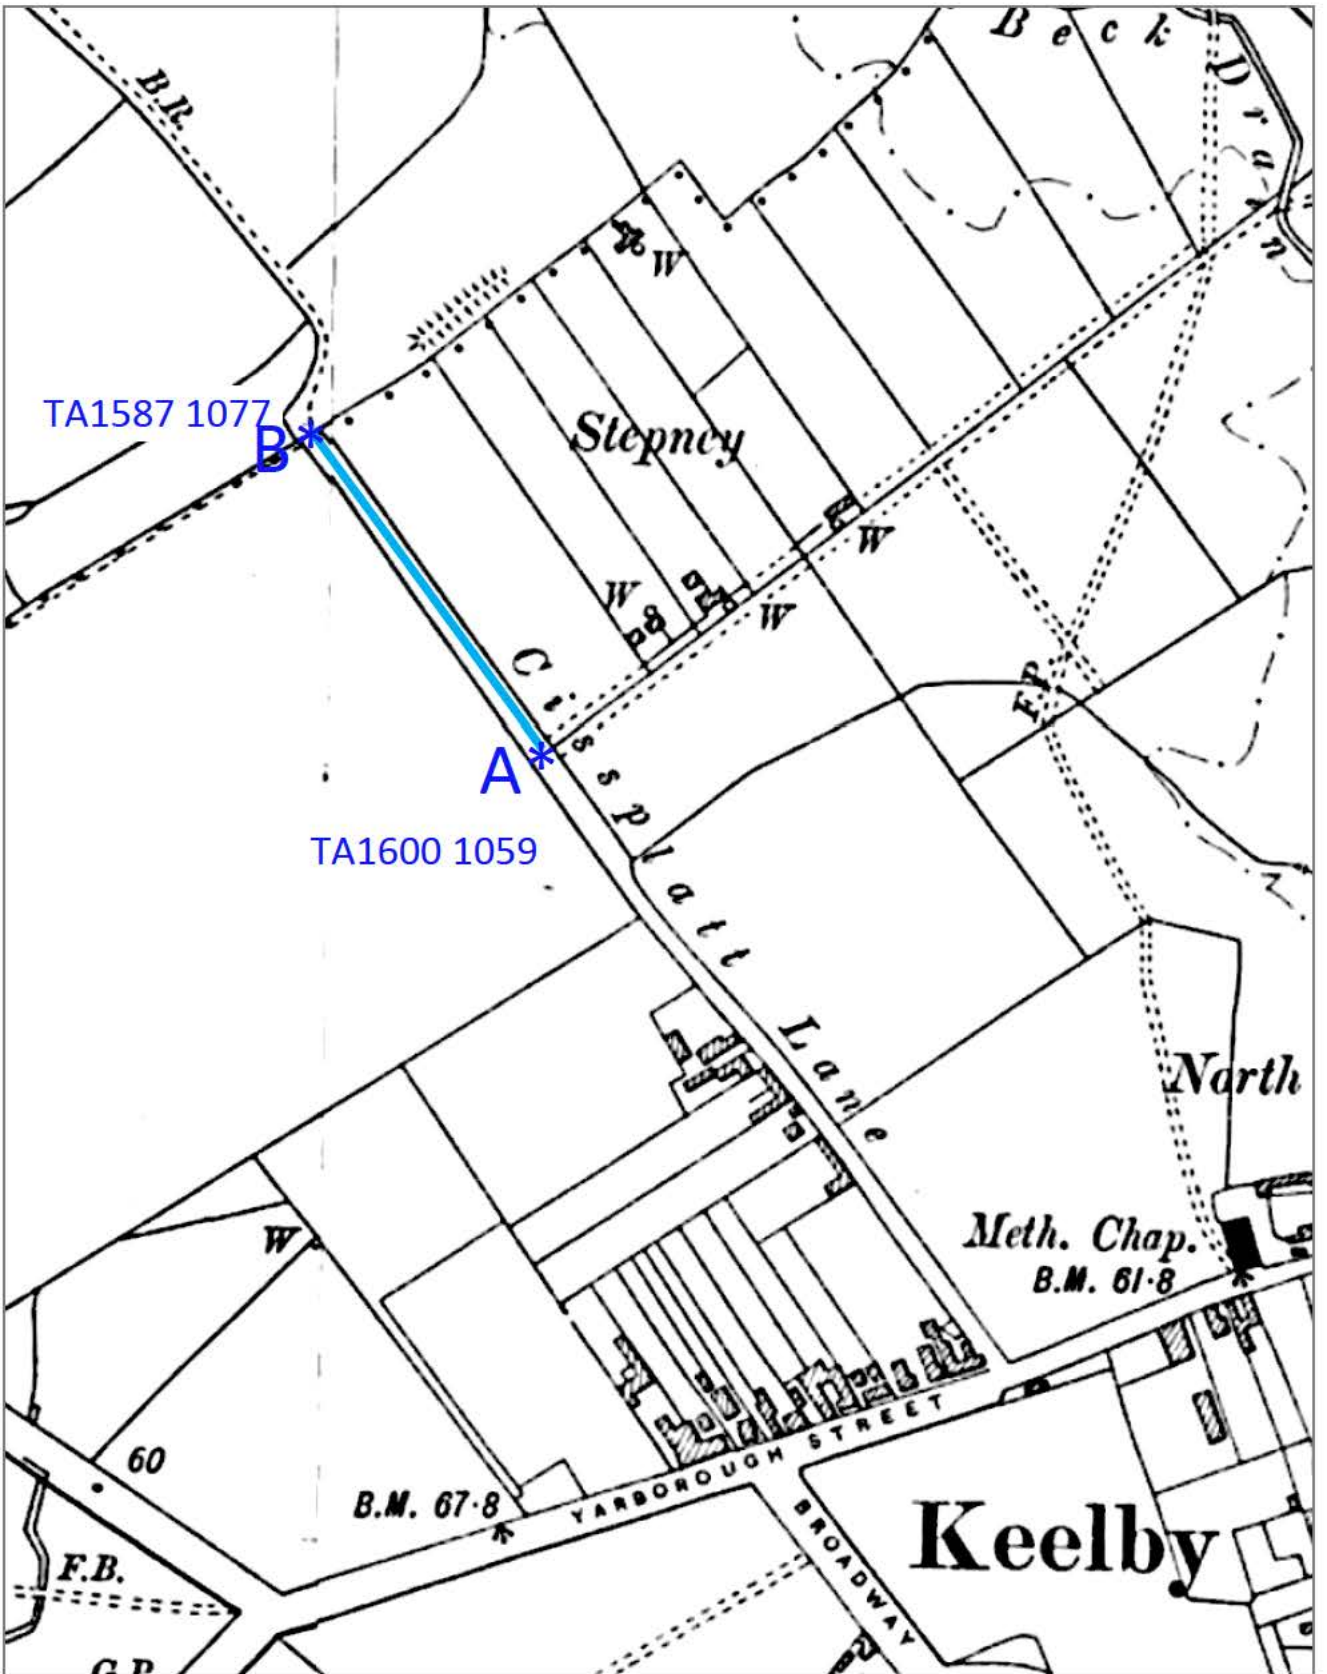 Beck Drain
B.R.
W
TA1587 1077
B
Stepney
W
W
W
Cissplatt Lane
A
F.P.
TA1600 1059
North
W
Meth. Chap.
B.M. 61·8
60
B.M. 67·8
YARBOROUGH STREET
BROADWAY
Keelby
F.B.
G.P.